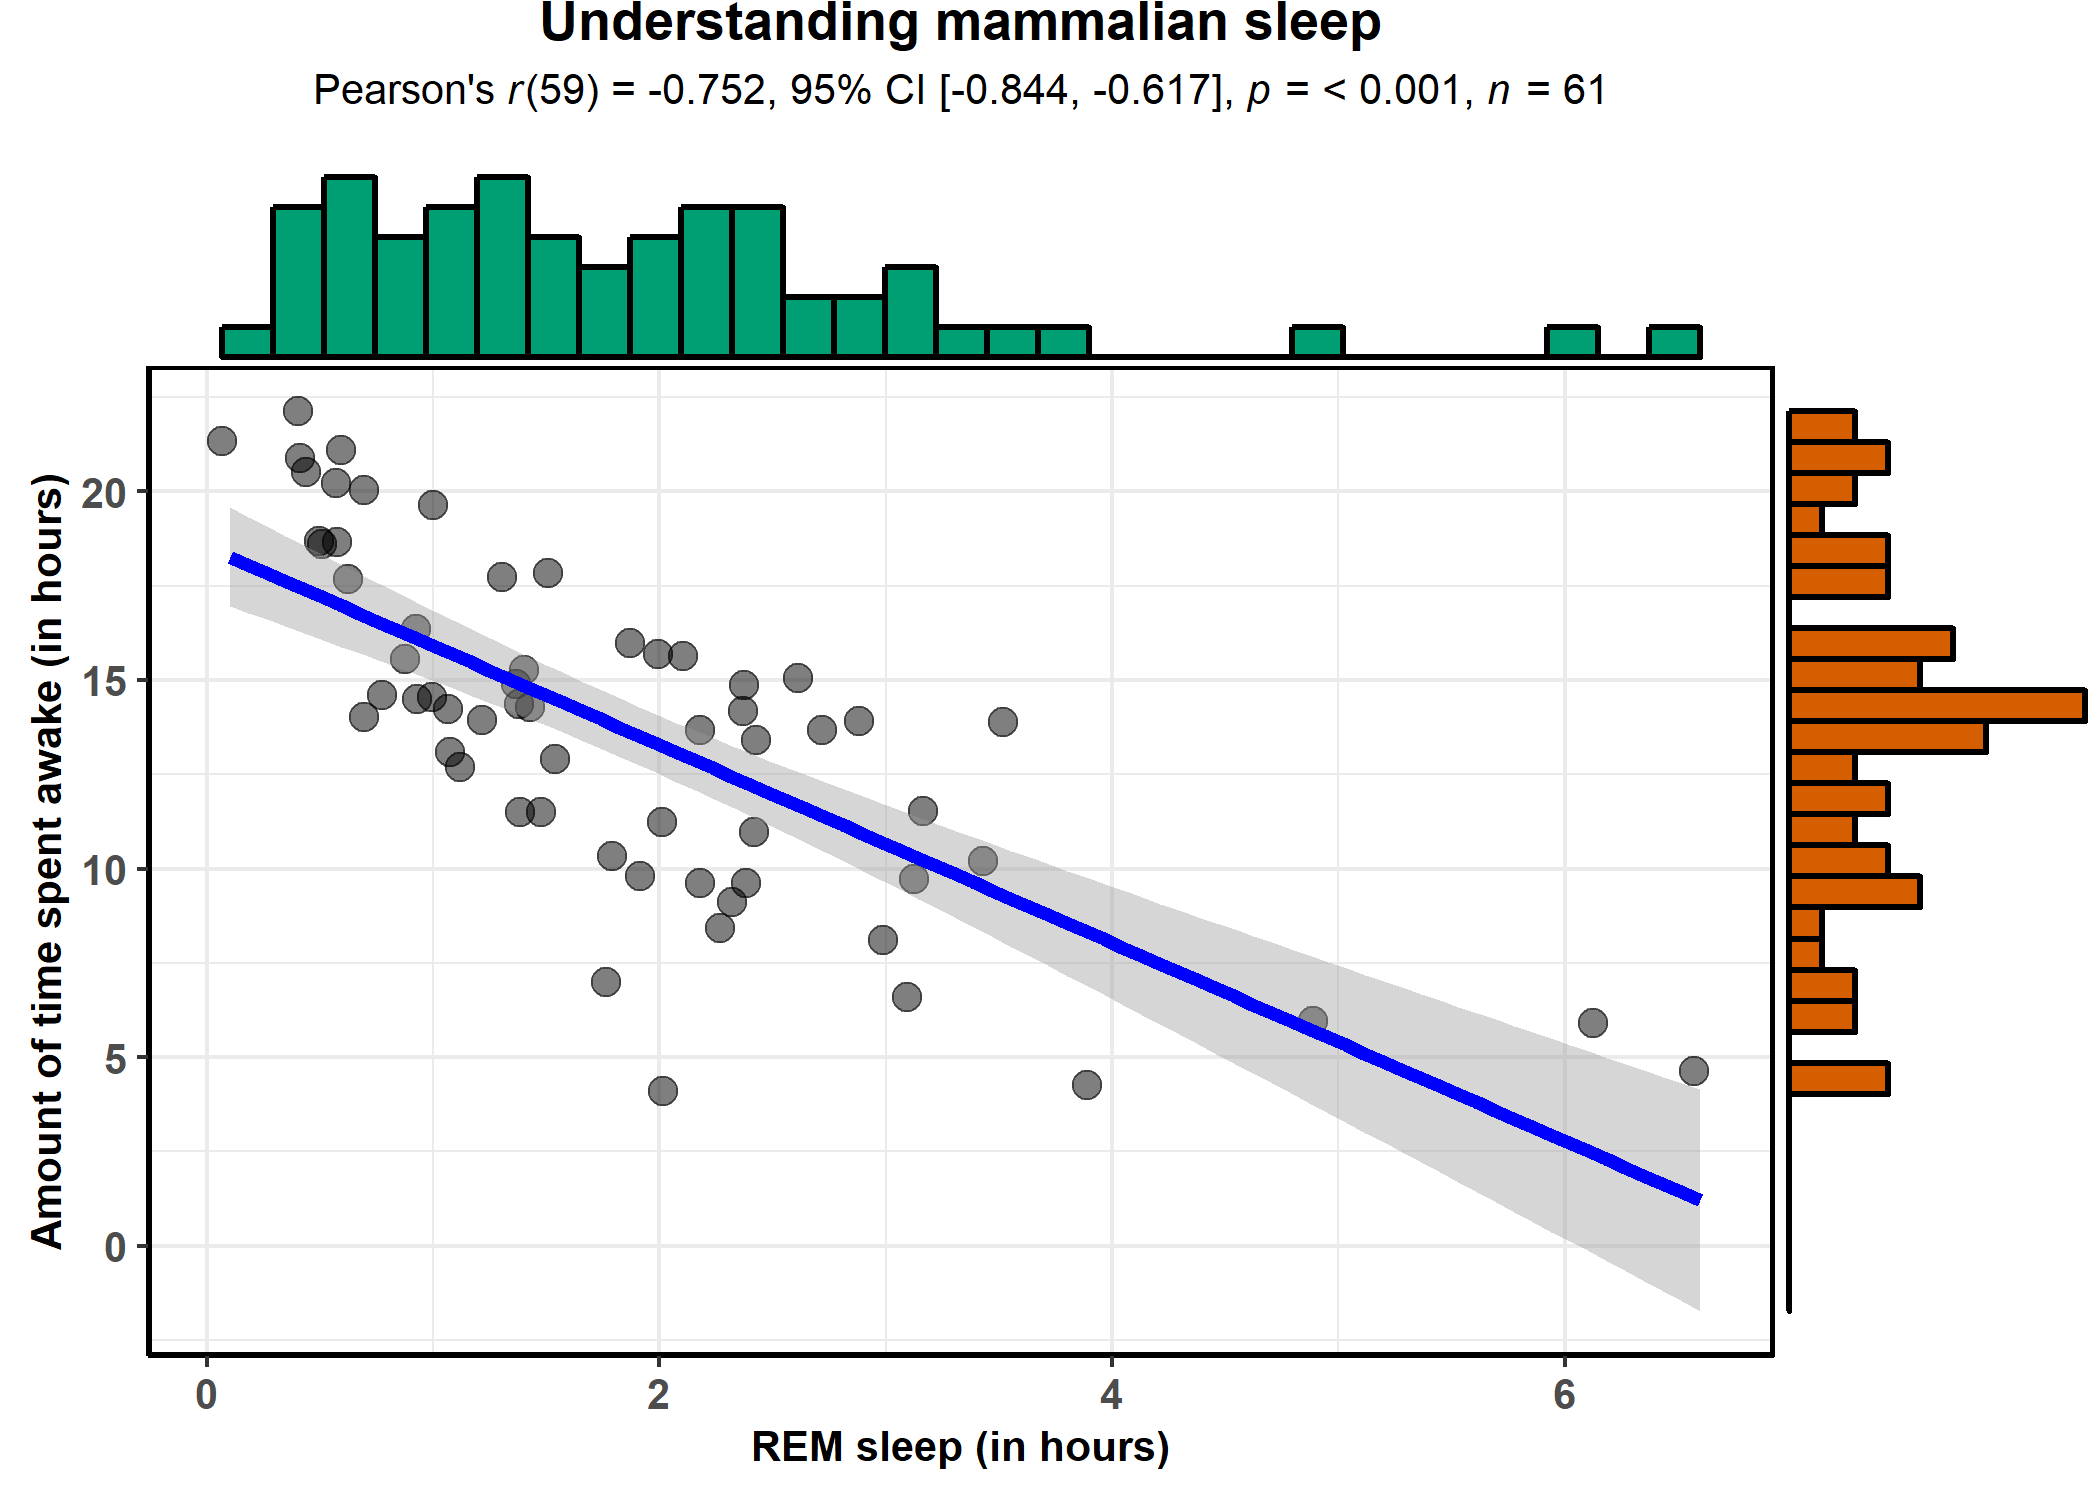 Understanding mammalian sleep
Pearson's r(59) = -0.752, 95% CI [-0.844, -0.617], p = < 0.001, n = 61
Amount of time spent awake (in hours)
20
15
10
5
0
0
2
4
6
REM sleep (in hours)